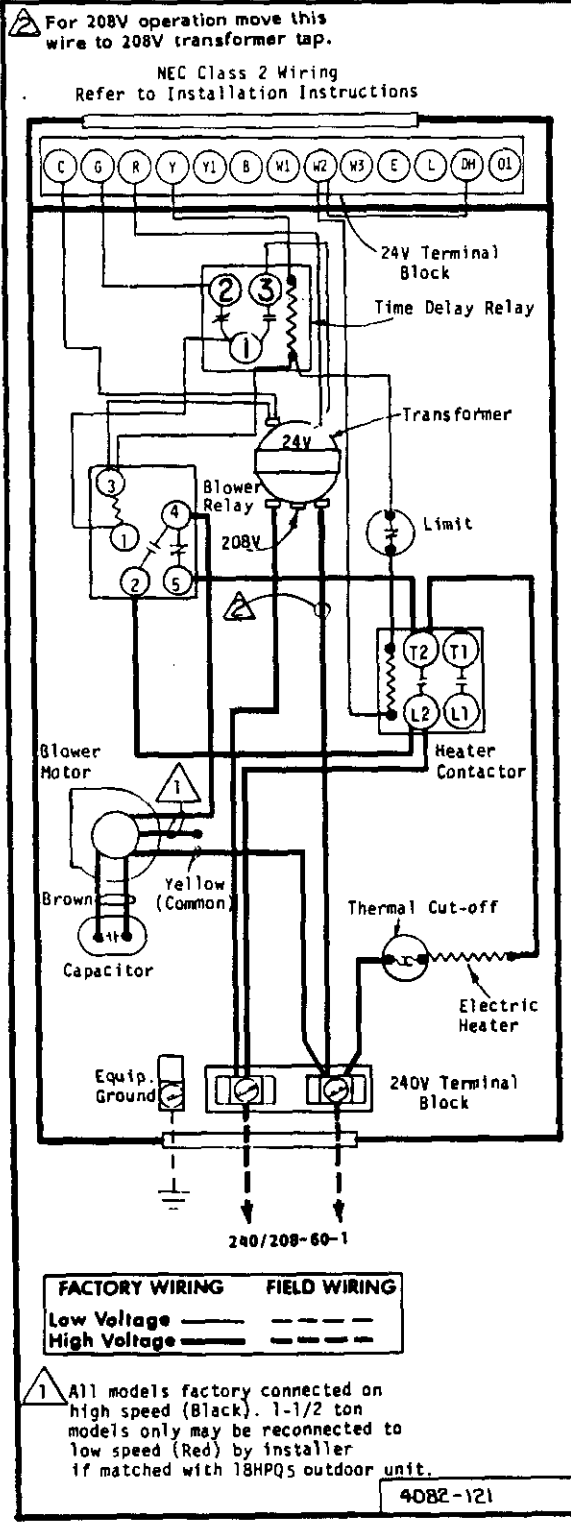 2 For 208V operation move this
wire to 208V transformer tap.
NEC Class 2 Wiring
Refer to Installation Instructions
C G R Y Y1 B W1 W2 W3 E L DH O1
24V Terminal
Block
2 3
1
Time Delay Relay
Transformer
24V
3
Blower
Relay
4
1
208V
Limit
2 5
2
T2 T1
L2 L1
Heater
Contactor
Blower
Motor
1
Yellow
(Common)
Brown
Capacitor
Thermal Cut-off
Electric
Heater
Equip.
Ground
240V Terminal
Block
240/208-60-1
FACTORY WIRING FIELD WIRING
Low Voltage
High Voltage
1 All models factory connected on
high speed (Black). 1-1/2 ton
models only may be reconnected to
low speed (Red) by installer
if matched with 18HPQ5 outdoor unit.
4082-121